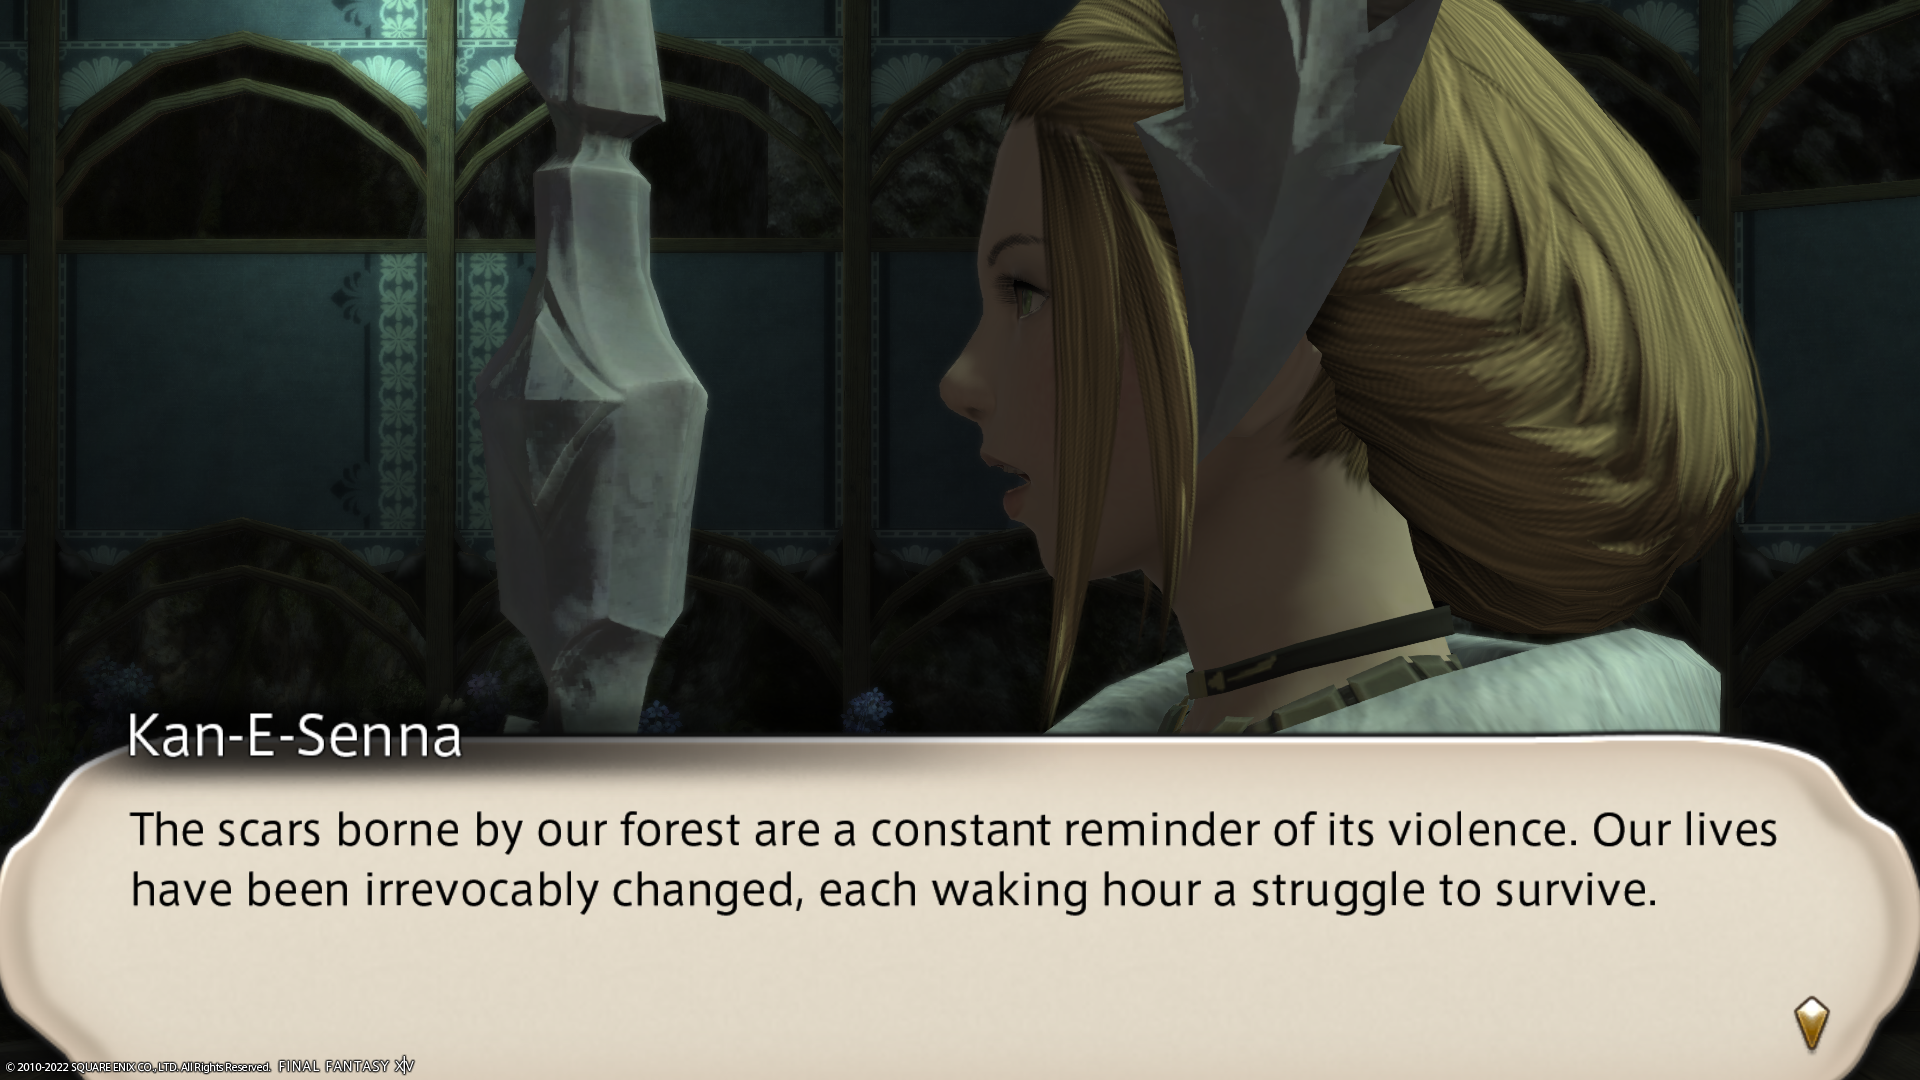 Kan-E-Senna
The scars borne by our forest are a constant reminder of its violence. Our lives
have been irrevocably changed, each waking hour a struggle to survive.
© 2010-2022 SQUARE ENIX CO., LTD. All Rights Reserved. FINAL FANTASY XIV